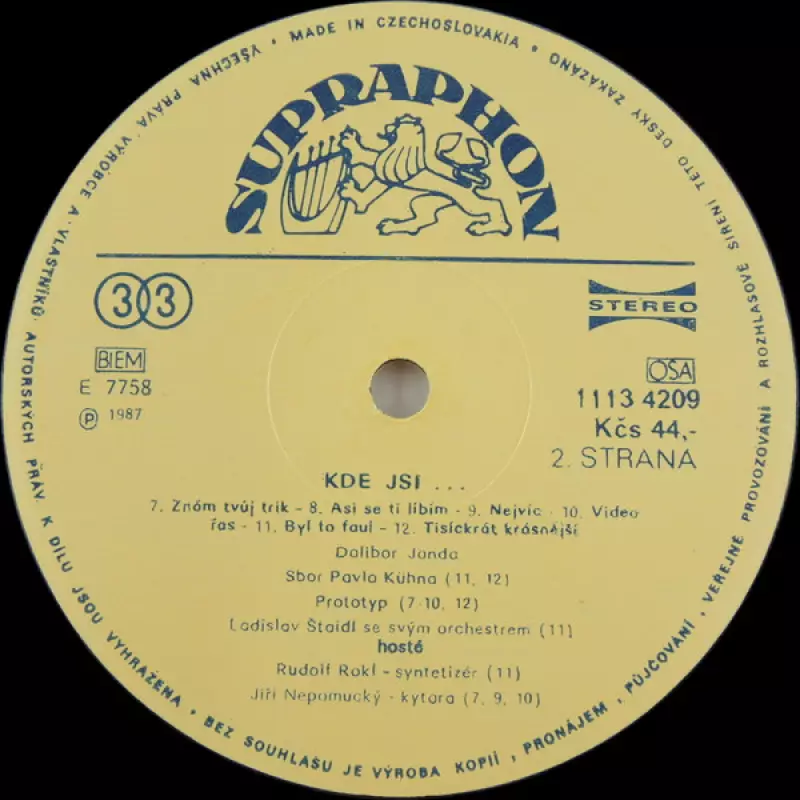 VŠECHNA PRÁVA VÝROBCE A VLASTNÍKŮ AUTORSKÝCH PRÁV K DÍLU JSOU VYHRAŽENA • BEZ SOUHLASU JE VÝROBA KOPIÍ, PRONÁJEM, PŮJČOVÁNÍ, VEŘEJNÉ PROVOZOVÁNÍ A ROZHLASOVÉ ŠÍŘENÍ TÉTO DESKY ZAKÁZÁNO • MADE IN CZECHOSLOVAKIA •
SUPRAPHON
33
STEREO
BIEM
E 7758
℗ 1987
OSA
1113 4209
Kčs 44,-
2. STRANA
KDE JSI ...
7. Znám tvůj trik - 8. Asi se ti líbím - 9. Nejvíc - 10. Video
řas - 11. Byl to faul - 12. Tisíckrát krásnější
Dalibor Janda
Sbor Pavla Kühna (11, 12)
Prototyp (7-10, 12)
Ladislav Štaidl se svým orchestrem (11)
hosté
Rudolf Rokl - syntetizér (11)
Jiří Nepomucký - kytara (7, 9, 10)